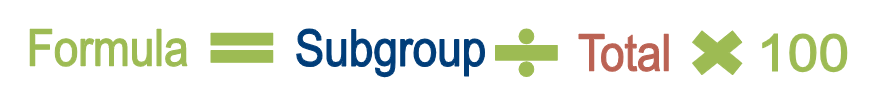 Formula = Subgroup ÷ Total × 100